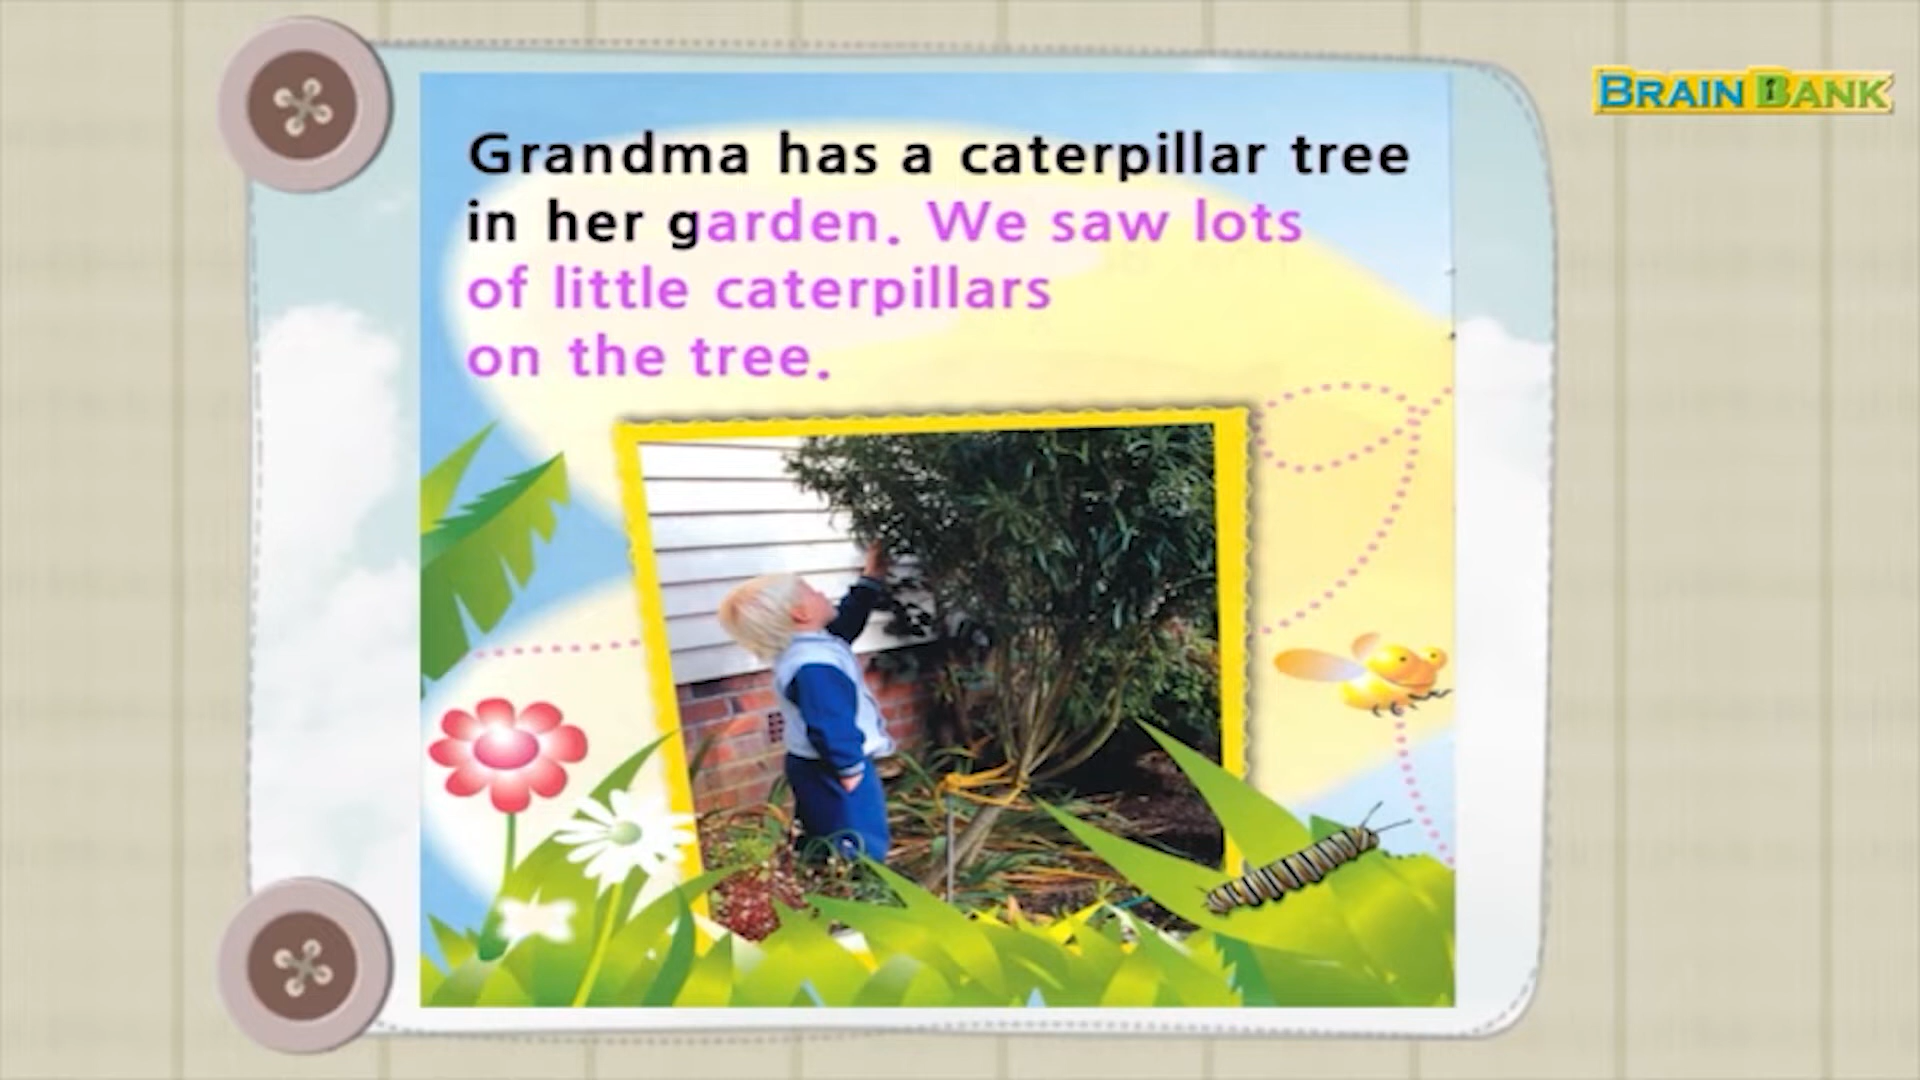 BRAIN BANK
Grandma has a caterpillar tree
in her garden. We saw lots
of little caterpillars
on the tree.